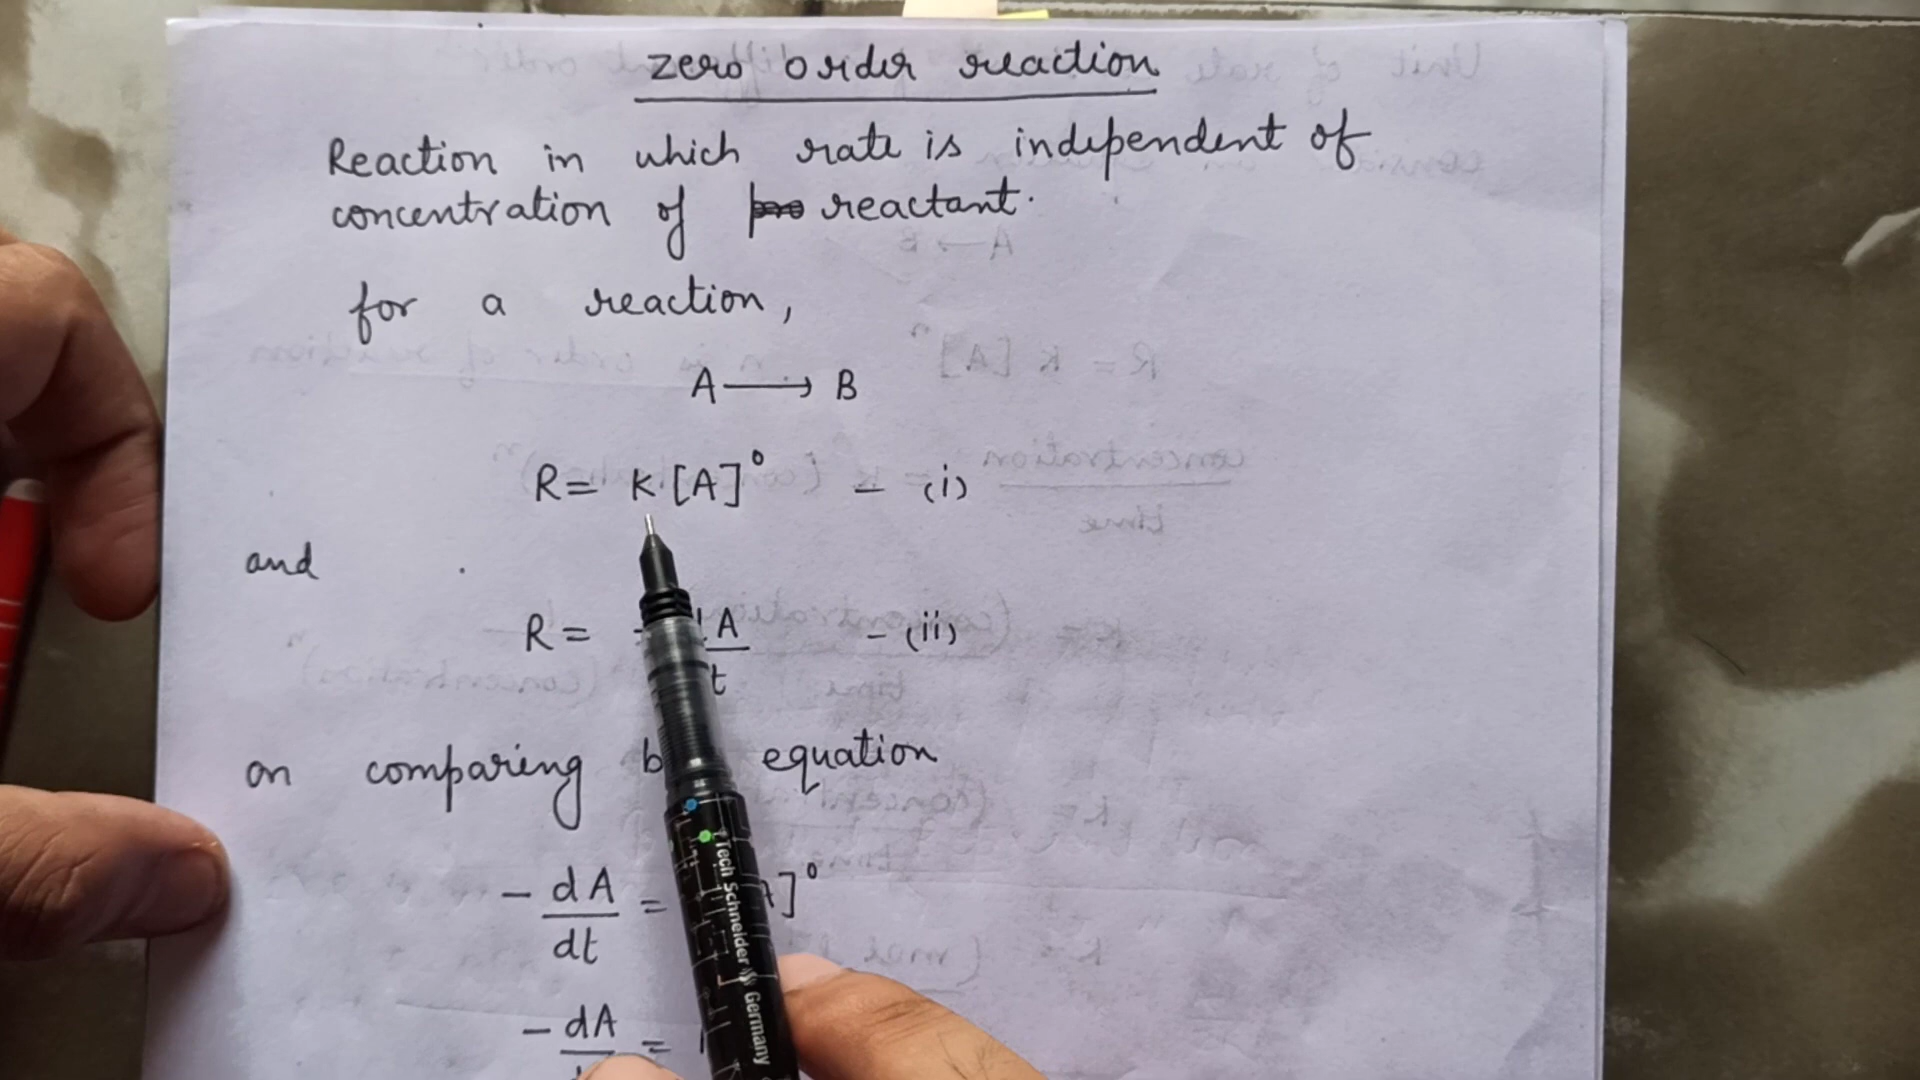 zero order reaction
Reaction in which rate is independent of
concentration of reactant.
for a reaction,
A ⟶ B
R = K [A]⁰ - (i)
and
R = A - (ii)
t
on comparing equation
- dA = A]⁰
dt
- dA =
Tech Schneider Germany